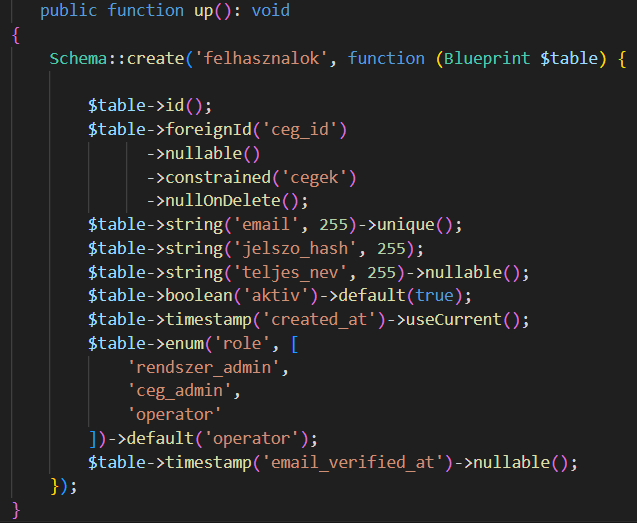 public function up(): void
{
Schema::create('felhasznalok', function (Blueprint $table) {
$table->id();
$table->foreignId('ceg_id')
->nullable()
->constrained('cegek')
->nullOnDelete();
$table->string('email', 255)->unique();
$table->string('jelszo_hash', 255);
$table->string('teljes_nev', 255)->nullable();
$table->boolean('aktiv')->default(true);
$table->timestamp('created_at')->useCurrent();
$table->enum('role', [
'rendszer_admin',
'ceg_admin',
'operator'
])->default('operator');
$table->timestamp('email_verified_at')->nullable();
});
}